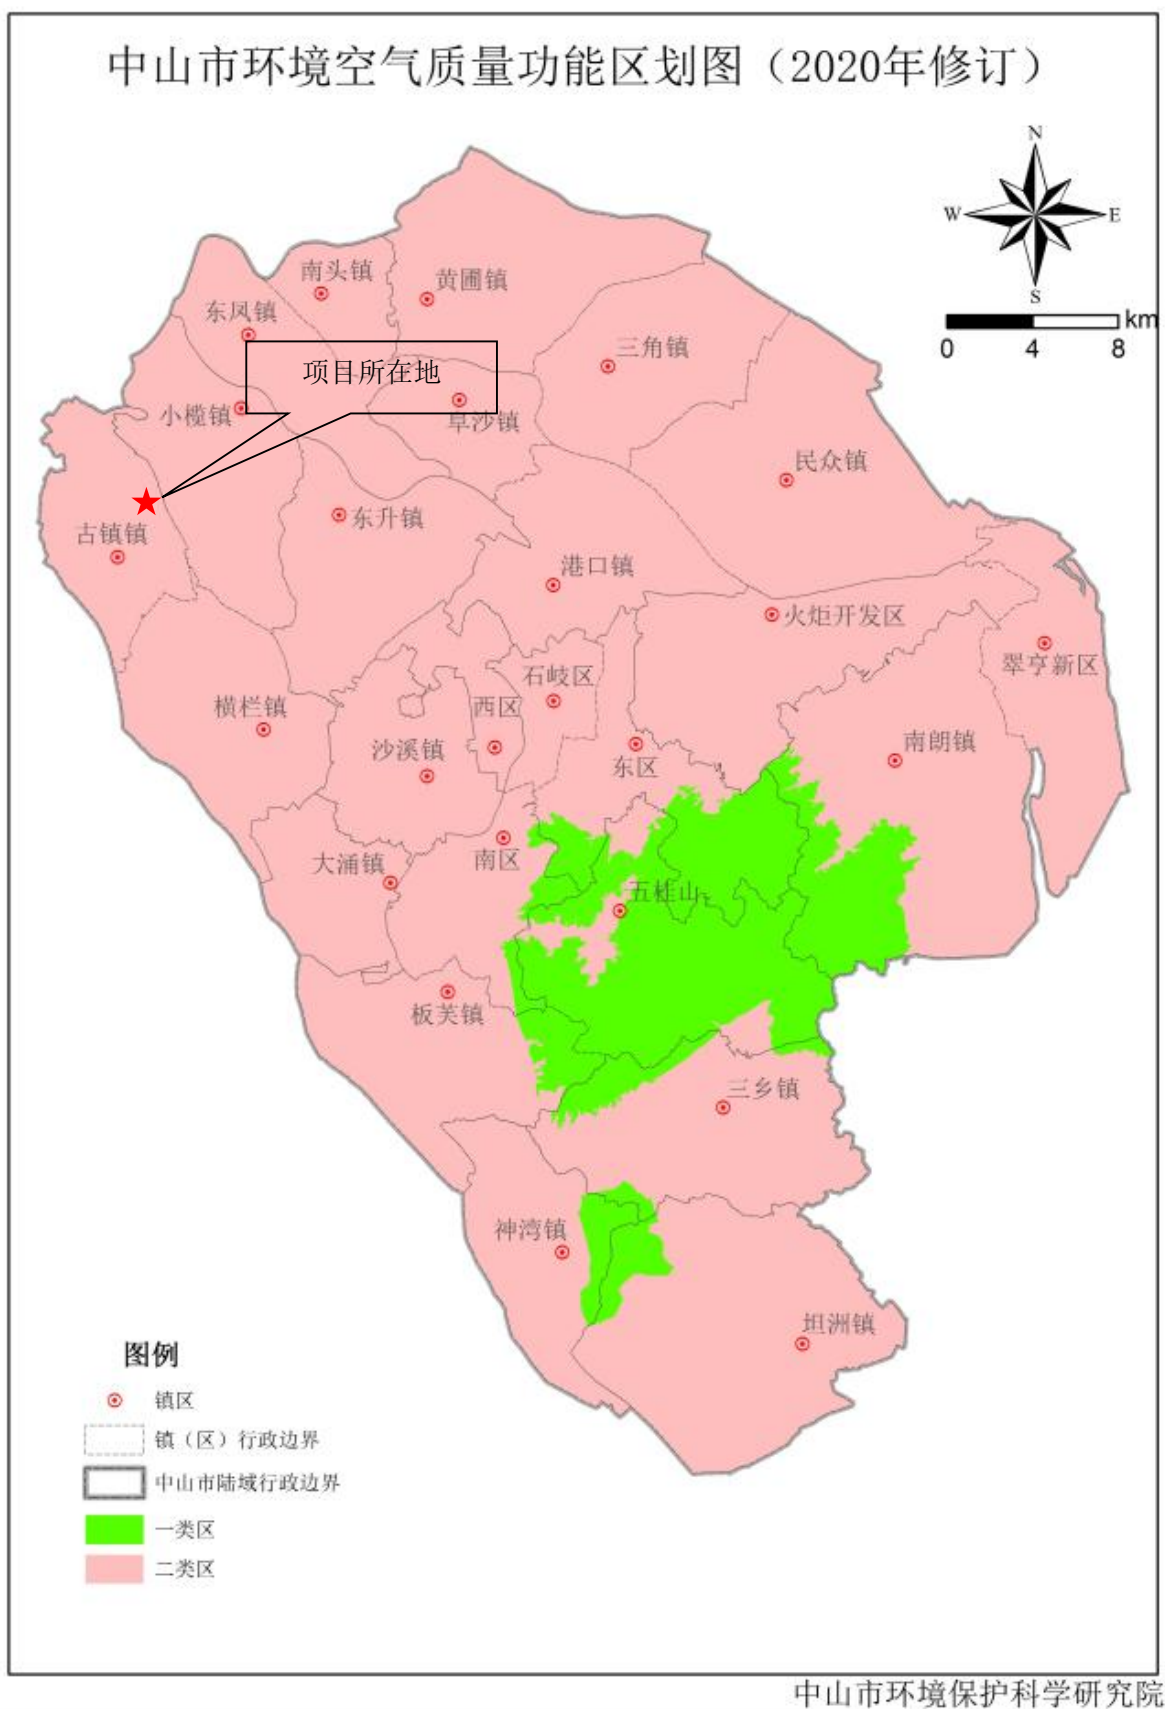 中山市环境空气质量功能区划图（2020年修订）
N
W
E
S
km
0 4 8
南头镇
黄圃镇
东凤镇
三角镇
项目所在地
小榄镇
阜沙镇
民众镇
东升镇
古镇镇
港口镇
火炬开发区
翠亨新区
石岐区
横栏镇
西区
沙溪镇
东区
南朗镇
南区
大涌镇
五桂山
板芙镇
三乡镇
神湾镇
坦洲镇
图例
镇区
镇（区）行政边界
中山市陆域行政边界
一类区
二类区
中山市环境保护科学研究院